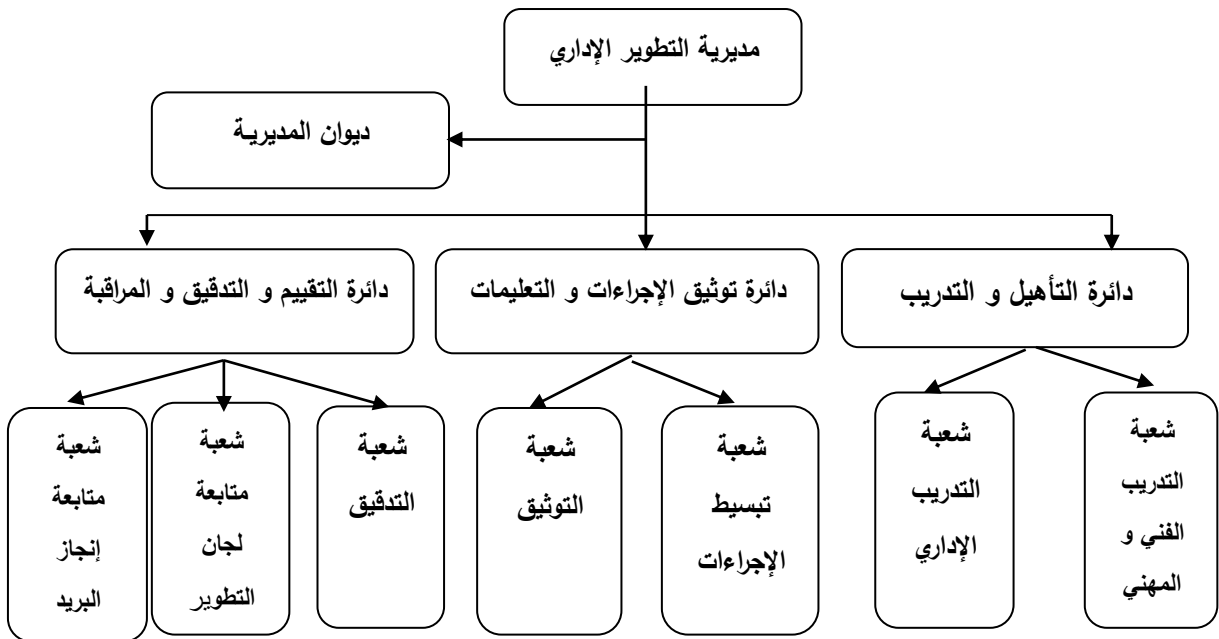 مديرية التطوير الإداري
ديوان المديرية
دائرة التأهيل و التدريب
دائرة توثيق الإجراءات و التعليمات
دائرة التقييم و التدقيق و المراقبة
شعبة
التدريب
الفني و
المهني
شعبة
التدريب
الإداري
شعبة
تبسيط
الإجراءات
شعبة
التوثيق
شعبة
التدقيق
شعبة
متابعة
لجان
التطوير
شعبة
متابعة
إنجاز
البريد